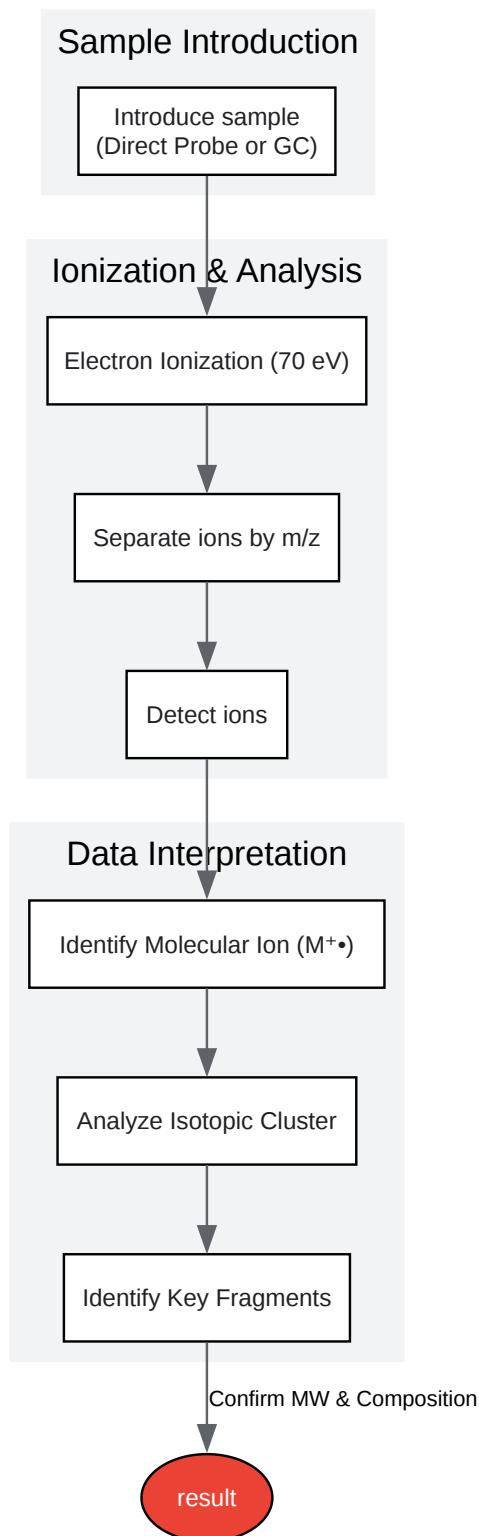 Sample Introduction
Introduce sample
(Direct Probe or GC)
Ionization & Analysis
Electron Ionization (70 eV)
Separate ions by m/z
Detect ions
Data Interpretation
Identify Molecular Ion (M⁺•)
Analyze Isotopic Cluster
Identify Key Fragments
Confirm MW & Composition
result